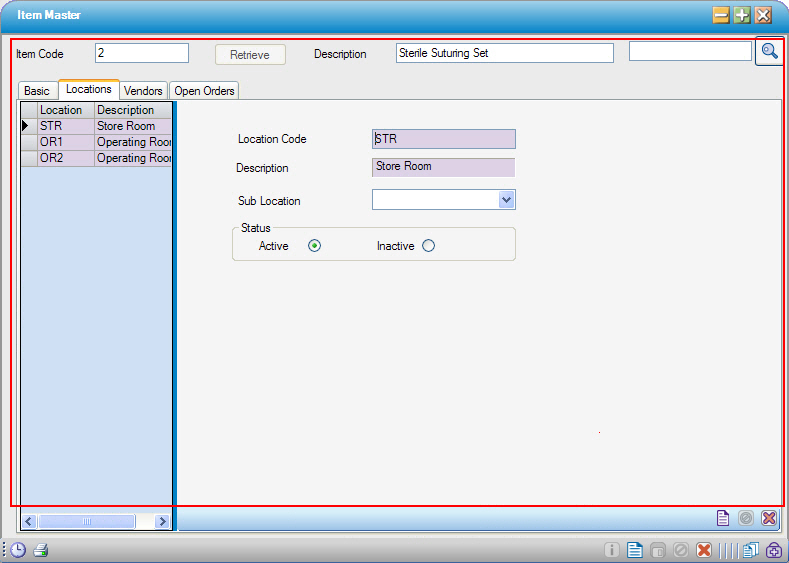 Item Master
Item Code 2 Retrieve Description Sterile Suturing Set
Basic Locations Vendors Open Orders
Location Description
STR Store Room
OR1 Operating Roor
OR2 Operating Roor
Location Code STR
Description Store Room
Sub Location
Status
Active Inactive